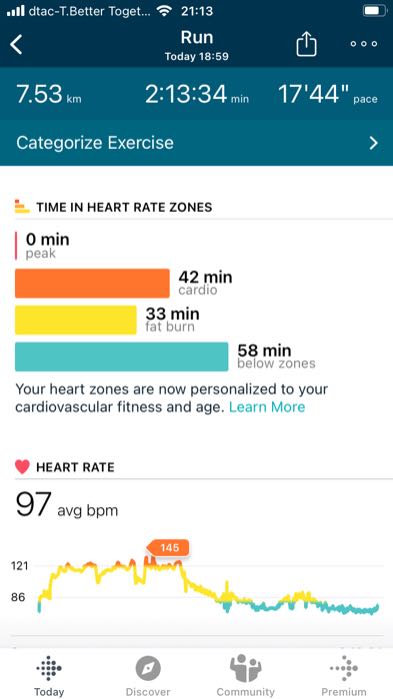 dtac-T.Better Toget... 21:13
Run
Today 18:59
7.53 km 2:13:34 min 17'44" pace
Categorize Exercise
TIME IN HEART RATE ZONES
0 min
peak
42 min
cardio
33 min
fat burn
58 min
below zones
Your heart zones are now personalized to your
cardiovascular fitness and age. Learn More
HEART RATE
97 avg bpm
145
121
86
Today Discover Community Premium